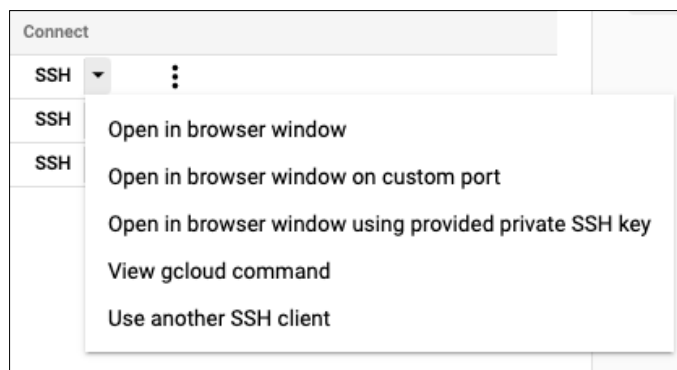 Connect
SSH
SSH
SSH
Open in browser window
Open in browser window on custom port
Open in browser window using provided private SSH key
View gcloud command
Use another SSH client